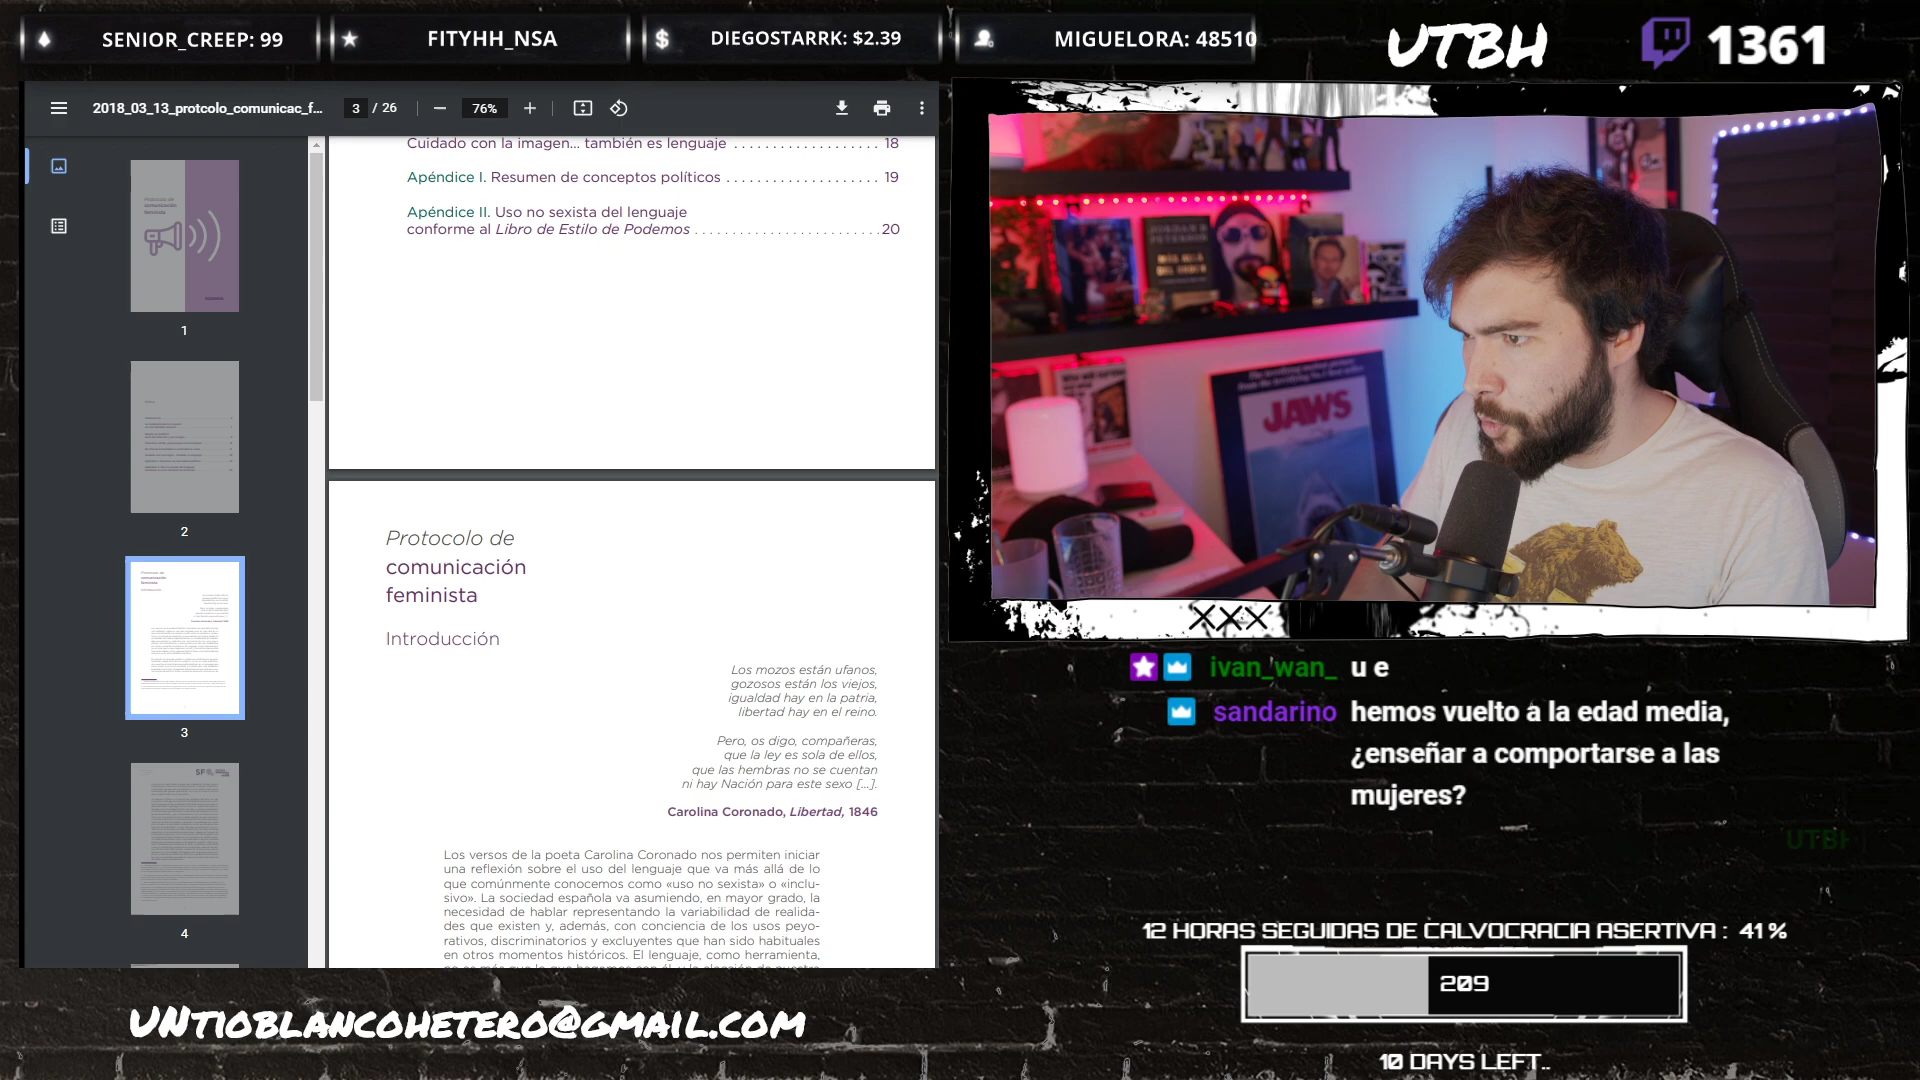 SENIOR_CREEP: 99
FITYHH_NSA
DIEGOSTARRK: $2.39
MIGUELORA: 48510
UTBH
1361
2018_03_13_protcolo_comunicac_f...
3 / 26
76%
Cuidado con la imagen... también es lenguaje .................... 18
Apéndice I. Resumen de conceptos políticos .................... 19
Apéndice II. Uso no sexista del lenguaje
conforme al Libro de Estilo de Podemos ........................ 20
1
2
3
4
Protocolo de
comunicación
feminista
Introducción
Los mozos están ufanos,
gozosos están los viejos,
igualdad hay en la patria,
libertad hay en el reino.
Pero, os digo, compañeras,
que la ley es sola de ellos,
que las hembras no se cuentan
ni hay Nación para este sexo [...].
Carolina Coronado, Libertad, 1846
Los versos de la poeta Carolina Coronado nos permiten iniciar
una reflexión sobre el uso del lenguaje que va más allá de lo
que comúnmente conocemos como «uso no sexista» o «inclu-
sivo». La sociedad española va asumiendo, en mayor grado, la
necesidad de hablar representando la variabilidad de realida-
des que existen y, además, con conciencia de los usos peyo-
rativos, discriminatorios y excluyentes que han sido habituales
en otros momentos históricos. El lenguaje, como herramienta,
JORDAN B.
PETERSON
MÁS ALLÁ
DEL ORDEN
JAWS
XXX
ivan_wan_ u e
sandarino hemos vuelto a la edad media,
¿enseñar a comportarse a las
mujeres?
UTBH
12 HORAS SEGUIDAS DE CALVOCRACIA ASERTIVA : 41%
209
10 DAYS LEFT..
UNtioblancohetero@gmail.com